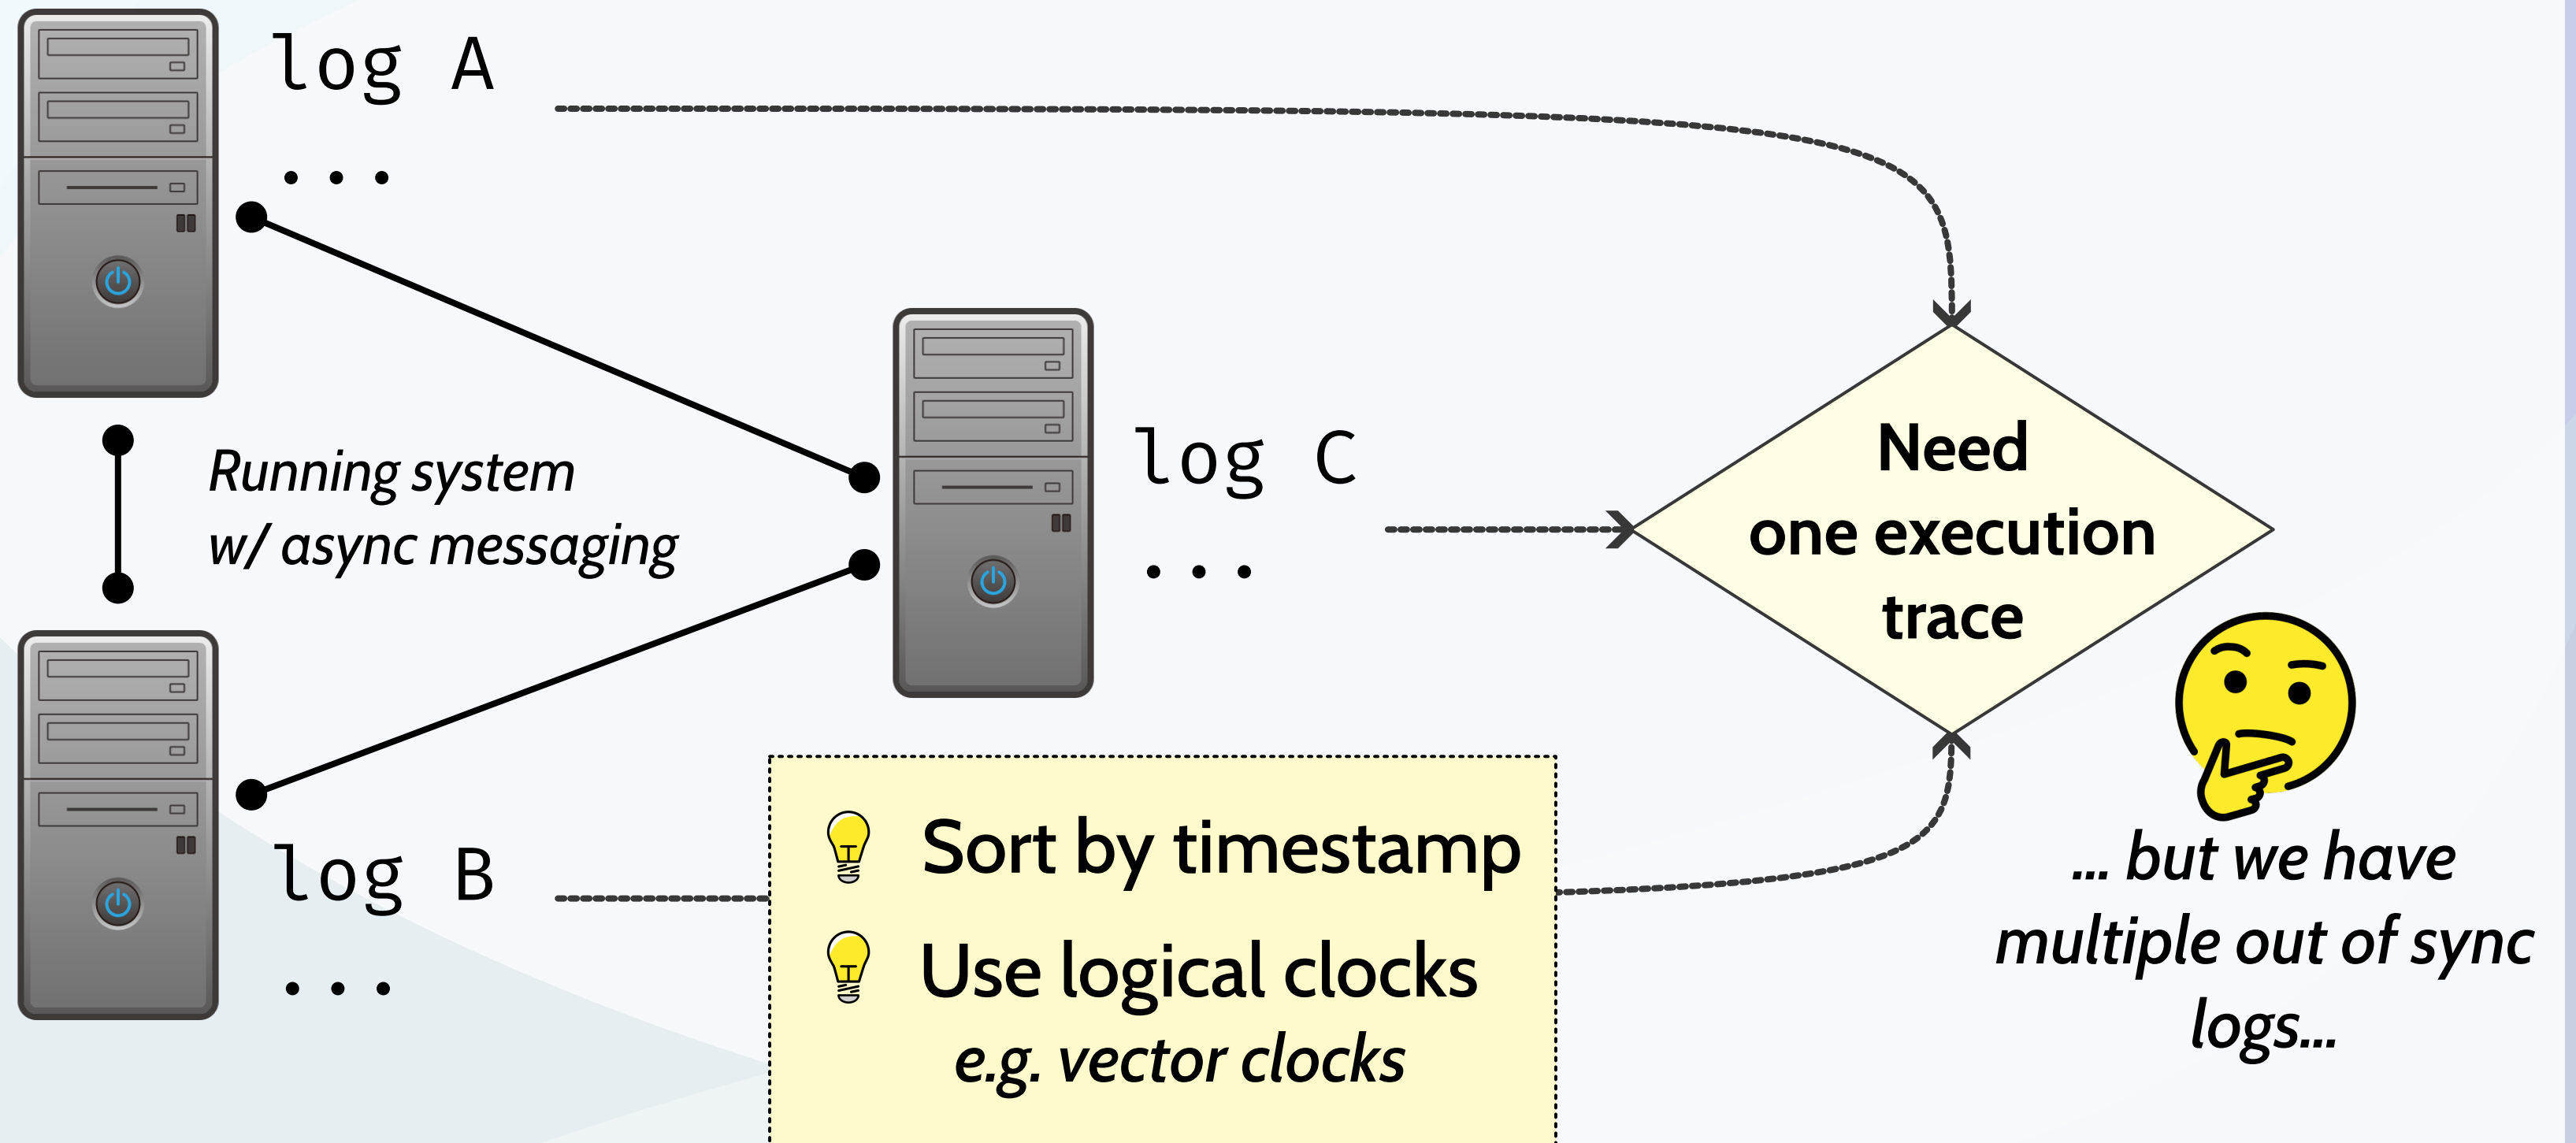 log A
...
Running system
w/ async messaging
log C
...
Need
one execution
trace
log B
...
Sort by timestamp
Use logical clocks
e.g. vector clocks
... but we have
multiple out of sync
logs...